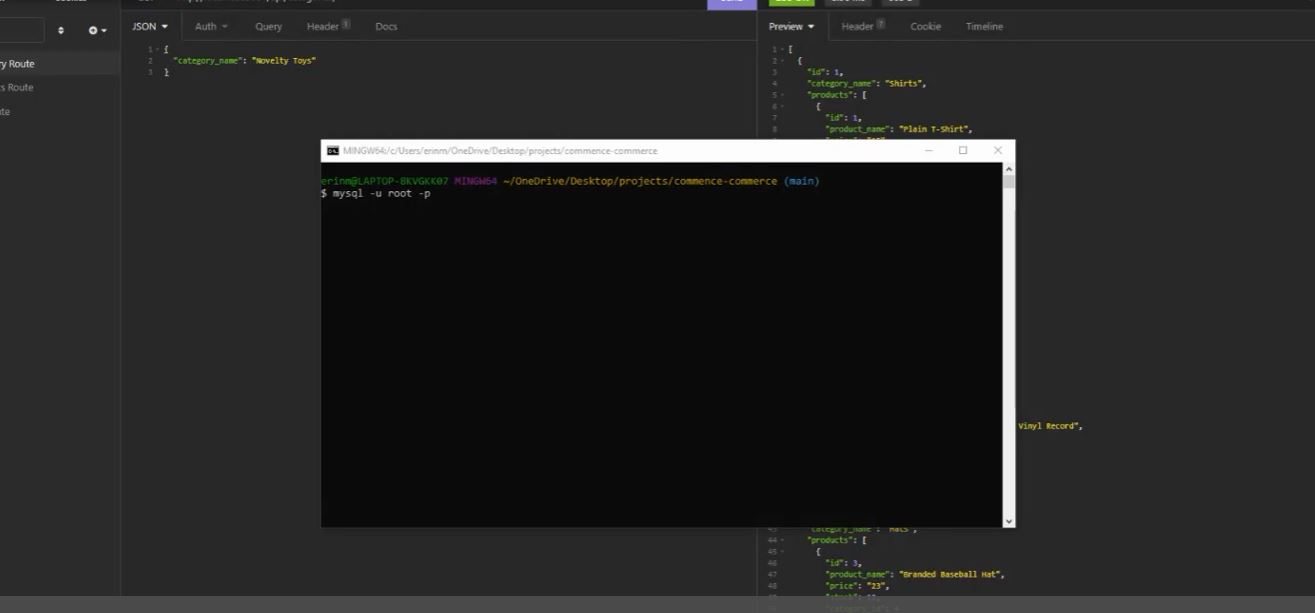 JSON Auth Query Header 1 Docs
Preview Header 7 Cookie Timeline
ry Route
s Route
te
1 {
2 "category_name": "Novelty Toys"
3 }
1 [
2 {
3 "id": 1,
4 "category_name": "Shirts",
5 "products": [
6 {
7 "id": 1,
8 "product_name": "Plain T-Shirt",
MINGW64:/c/Users/erinm/OneDrive/Desktop/projects/commence-commerce
erinm@LAPTOP-8KVGKK07 MINGW64 ~/OneDrive/Desktop/projects/commence-commerce (main)
$ mysql -u root -p
Vinyl Record",
44 "products": [
45 {
46 "id": 3,
47 "product_name": "Branded Baseball Hat",
48 "price": "23",